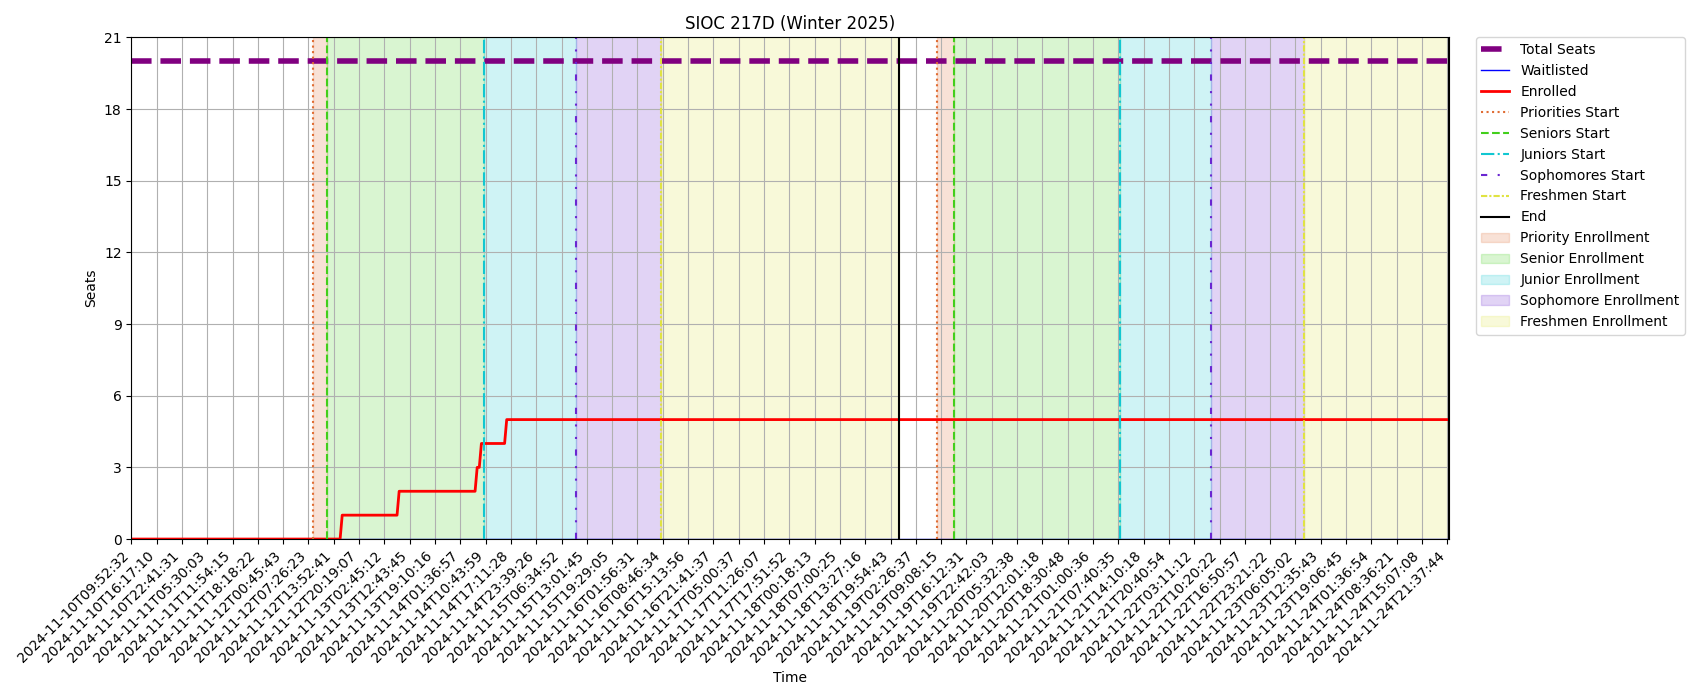 SIOC 217D (Winter 2025)
21
18
15
12
9
6
3
0
Seats
2024-11-10T09:52:32
2024-11-10T16:17:10
2024-11-10T22:41:31
2024-11-11T05:30:03
2024-11-11T11:54:15
2024-11-11T18:18:22
2024-11-12T00:45:43
2024-11-12T07:26:23
2024-11-12T13:52:41
2024-11-12T20:19:07
2024-11-13T02:45:12
2024-11-13T12:43:45
2024-11-13T19:10:16
2024-11-14T01:36:57
2024-11-14T10:43:59
2024-11-14T17:11:28
2024-11-14T23:39:26
2024-11-15T06:34:52
2024-11-15T13:01:45
2024-11-15T19:29:05
2024-11-16T01:56:31
2024-11-16T08:46:34
2024-11-16T15:13:56
2024-11-16T21:41:37
2024-11-17T05:00:37
2024-11-17T11:26:07
2024-11-17T17:51:52
2024-11-18T00:18:13
2024-11-18T07:00:25
2024-11-18T13:27:16
2024-11-18T19:54:43
2024-11-19T02:26:37
2024-11-19T09:08:15
2024-11-19T16:12:31
2024-11-19T22:42:03
2024-11-20T05:32:38
2024-11-20T12:01:18
2024-11-20T18:30:48
2024-11-21T01:00:36
2024-11-21T07:40:35
2024-11-21T14:10:18
2024-11-21T20:40:54
2024-11-22T03:11:12
2024-11-22T10:20:22
2024-11-22T16:50:57
2024-11-22T23:21:22
2024-11-23T06:05:02
2024-11-23T12:35:43
2024-11-23T19:06:45
2024-11-24T01:36:54
2024-11-24T08:36:21
2024-11-24T15:07:08
2024-11-24T21:37:44
Time
Total Seats
Waitlisted
Enrolled
Priorities Start
Seniors Start
Juniors Start
Sophomores Start
Freshmen Start
End
Priority Enrollment
Senior Enrollment
Junior Enrollment
Sophomore Enrollment
Freshmen Enrollment